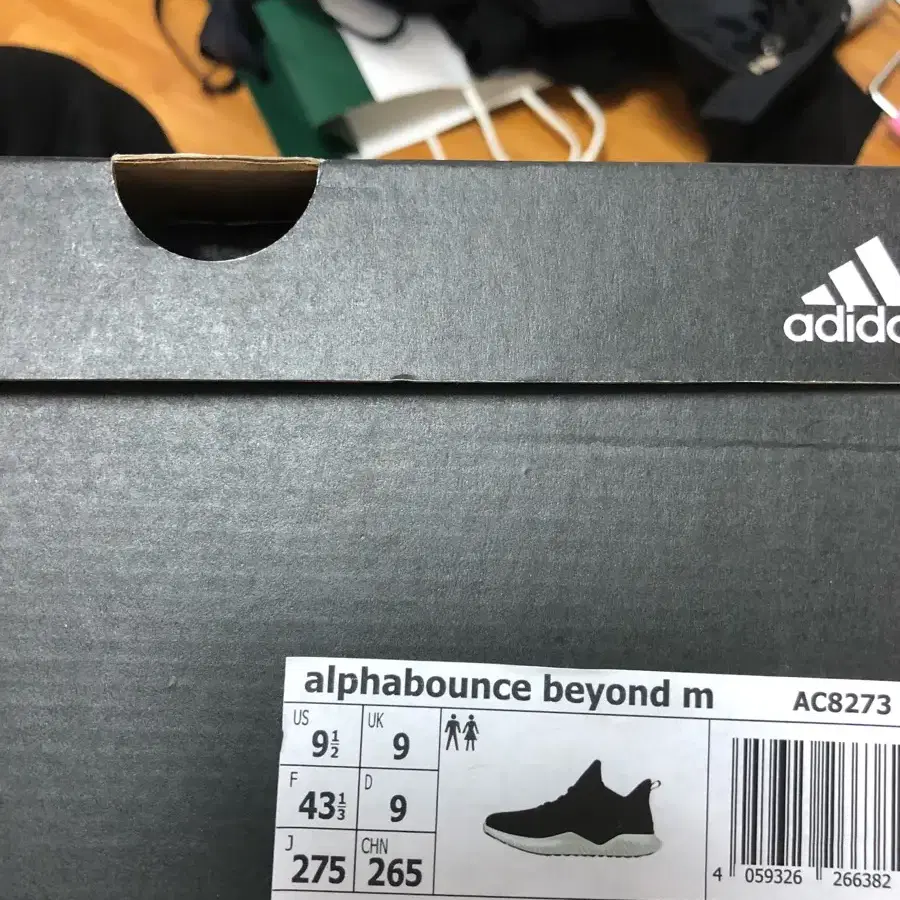 adidas
alphabounce beyond m AC8273
US 9½ UK 9
F 43⅓ D 9
J 275 CHN 265
4 059326 266382